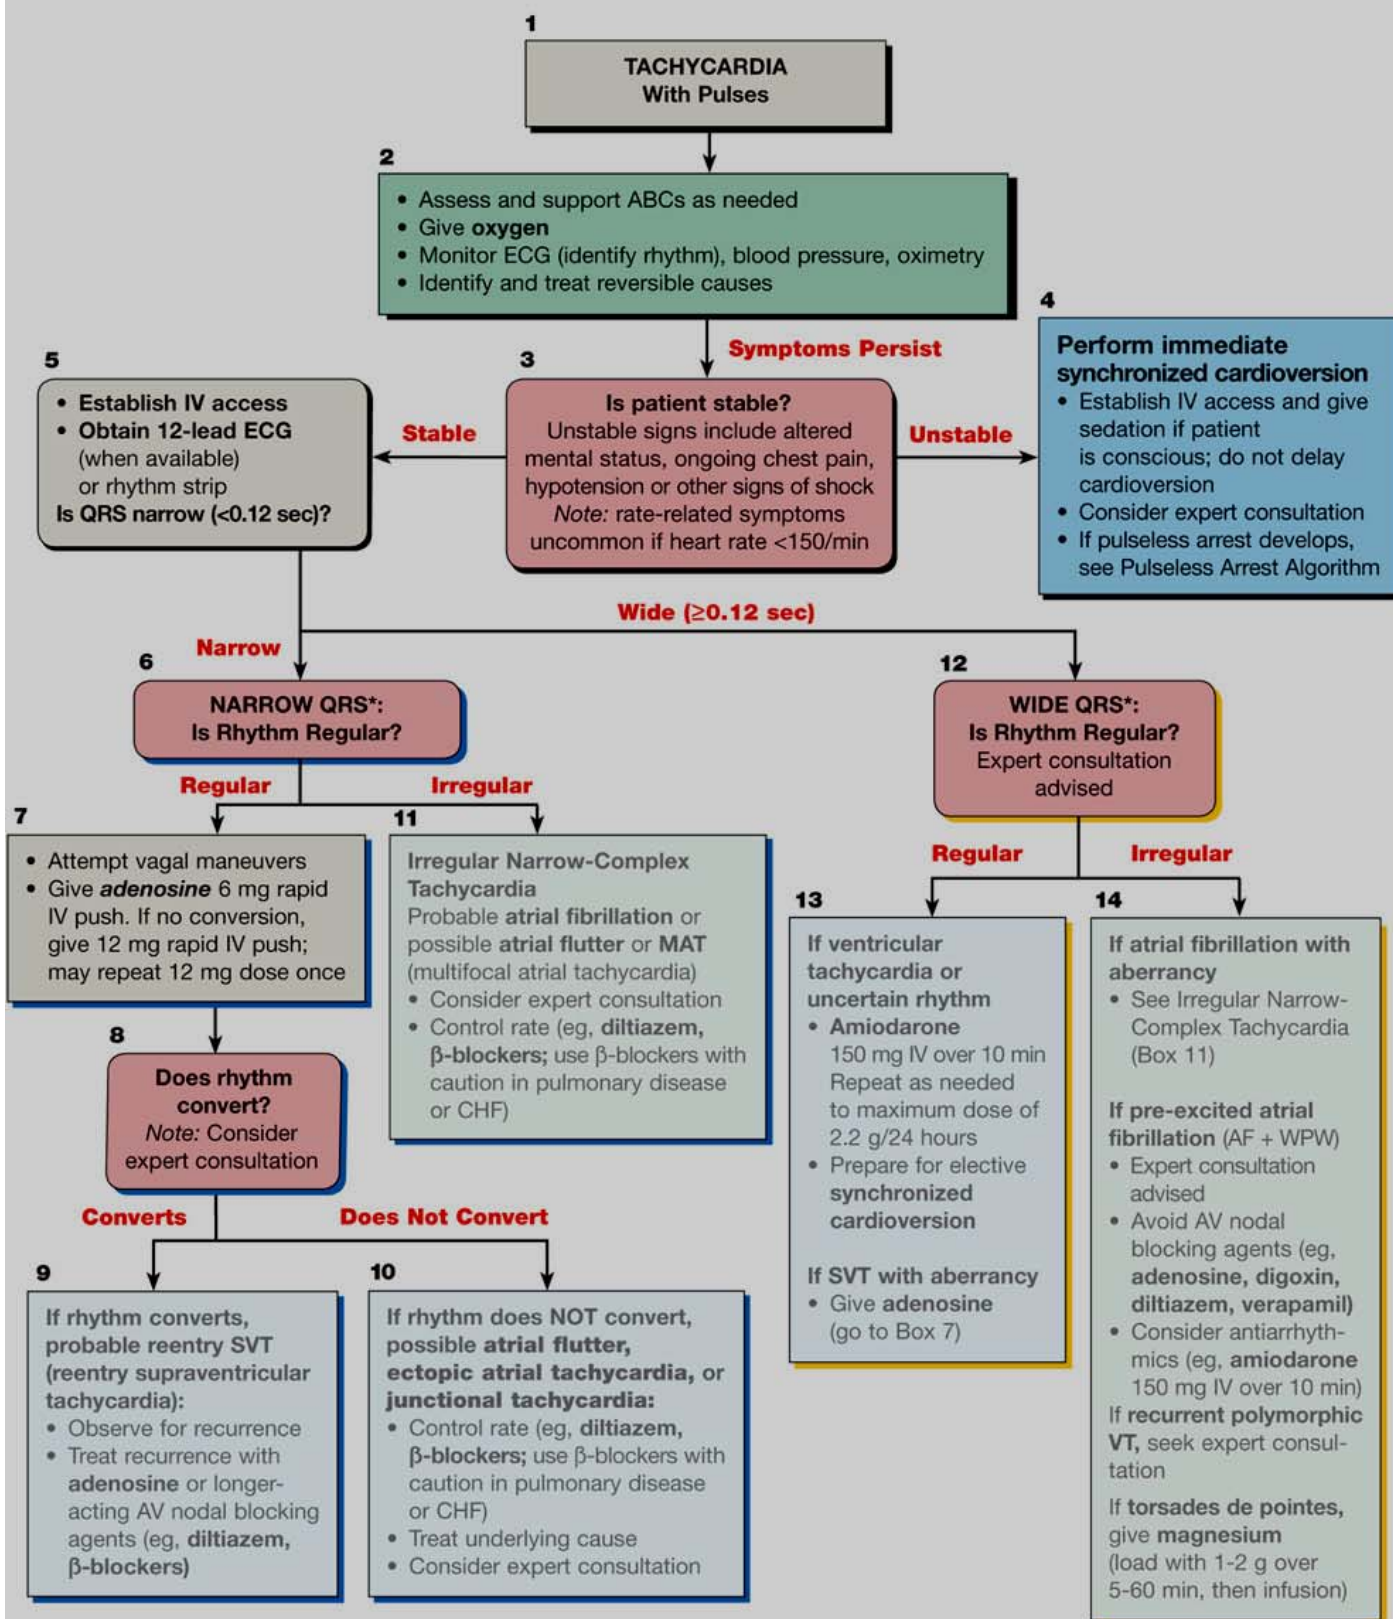 1
TACHYCARDIA
With Pulses
2
• Assess and support ABCs as needed
• Give oxygen
• Monitor ECG (identify rhythm), blood pressure, oximetry
• Identify and treat reversible causes
Symptoms Persist
3
Is patient stable?
Unstable signs include altered
mental status, ongoing chest pain,
hypotension or other signs of shock
Note: rate-related symptoms
uncommon if heart rate <150/min
Stable
Unstable
4
Perform immediate
synchronized cardioversion
• Establish IV access and give
sedation if patient
is conscious; do not delay
cardioversion
• Consider expert consultation
• If pulseless arrest develops,
see Pulseless Arrest Algorithm
5
• Establish IV access
• Obtain 12-lead ECG
(when available)
or rhythm strip
Is QRS narrow (<0.12 sec)?
Narrow
Wide (≥0.12 sec)
6
NARROW QRS*:
Is Rhythm Regular?
Regular
Irregular
7
• Attempt vagal maneuvers
• Give adenosine 6 mg rapid
IV push. If no conversion,
give 12 mg rapid IV push;
may repeat 12 mg dose once
8
Does rhythm
convert?
Note: Consider
expert consultation
Converts
Does Not Convert
9
If rhythm converts,
probable reentry SVT
(reentry supraventricular
tachycardia):
• Observe for recurrence
• Treat recurrence with
adenosine or longer-
acting AV nodal blocking
agents (eg, diltiazem,
β-blockers)
10
If rhythm does NOT convert,
possible atrial flutter,
ectopic atrial tachycardia, or
junctional tachycardia:
• Control rate (eg, diltiazem,
β-blockers; use β-blockers with
caution in pulmonary disease
or CHF)
• Treat underlying cause
• Consider expert consultation
11
Irregular Narrow-Complex
Tachycardia
Probable atrial fibrillation or
possible atrial flutter or MAT
(multifocal atrial tachycardia)
• Consider expert consultation
• Control rate (eg, diltiazem,
β-blockers; use β-blockers with
caution in pulmonary disease
or CHF)
12
WIDE QRS*:
Is Rhythm Regular?
Expert consultation
advised
Regular
Irregular
13
If ventricular
tachycardia or
uncertain rhythm
• Amiodarone
150 mg IV over 10 min
Repeat as needed
to maximum dose of
2.2 g/24 hours
• Prepare for elective
synchronized
cardioversion
If SVT with aberrancy
• Give adenosine
(go to Box 7)
14
If atrial fibrillation with
aberrancy
• See Irregular Narrow-
Complex Tachycardia
(Box 11)
If pre-excited atrial
fibrillation (AF + WPW)
• Expert consultation
advised
• Avoid AV nodal
blocking agents (eg,
adenosine, digoxin,
diltiazem, verapamil)
• Consider antiarrhyth-
mics (eg, amiodarone
150 mg IV over 10 min)
If recurrent polymorphic
VT, seek expert consul-
tation
If torsades de pointes,
give magnesium
(load with 1-2 g over
5-60 min, then infusion)